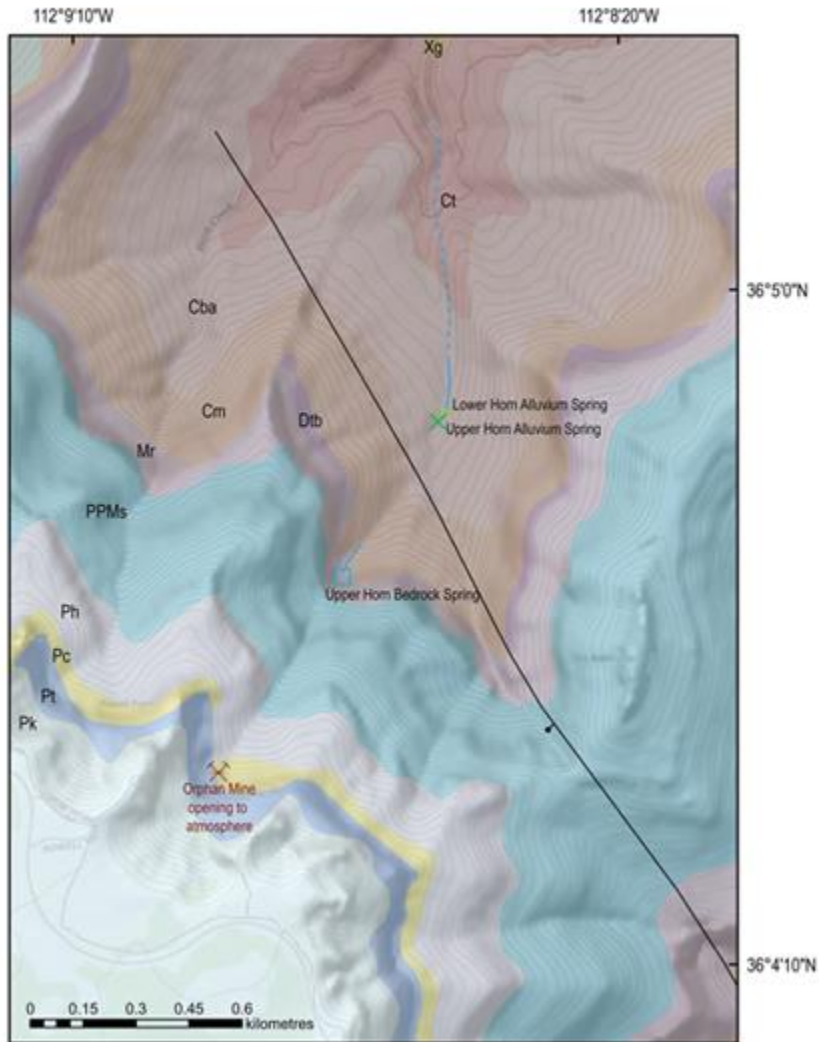 112°9'10"W
112°8'20"W
Xg
Ct
36°5'0"N
Cba
Lower Horn Alluvium Spring
Cm
Dtb
Upper Horn Alluvium Spring
Mr
PPMs
Upper Horn Bedrock Spring
Ph
Pc
Pt
Pk
Orphan Mine
opening to
atmosphere
36°4'10"N
0 0.15 0.3 0.45 0.6
kilometres